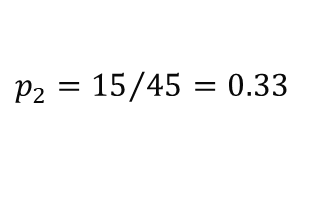 p₂ = 15/45 = 0.33